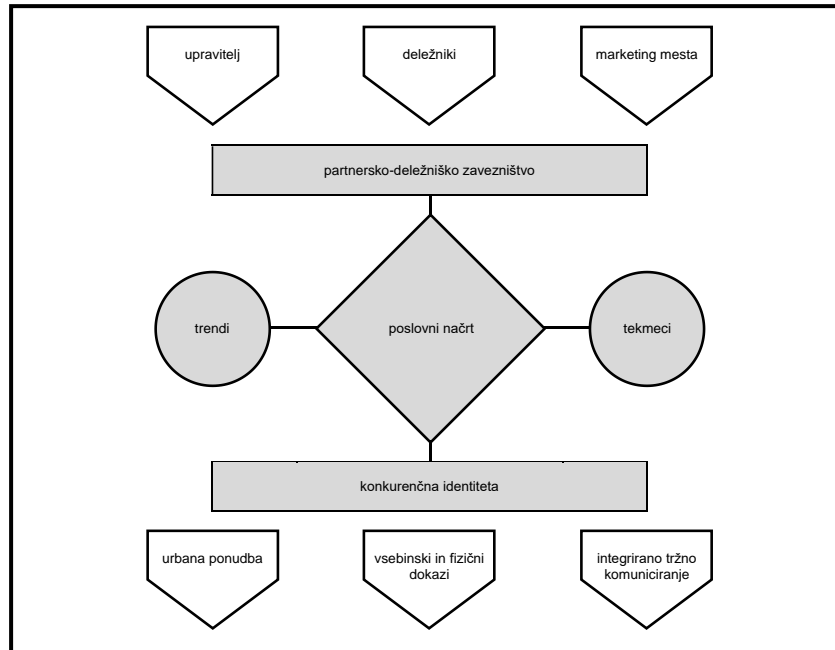 upravitelj
deležniki
marketing mesta
partnersko-deležniško zavezništvo
trendi
poslovni načrt
tekmeci
konkurenčna identiteta
urbana ponudba
vsebinski in fizični
dokazi
integrirano tržno
komuniciranje